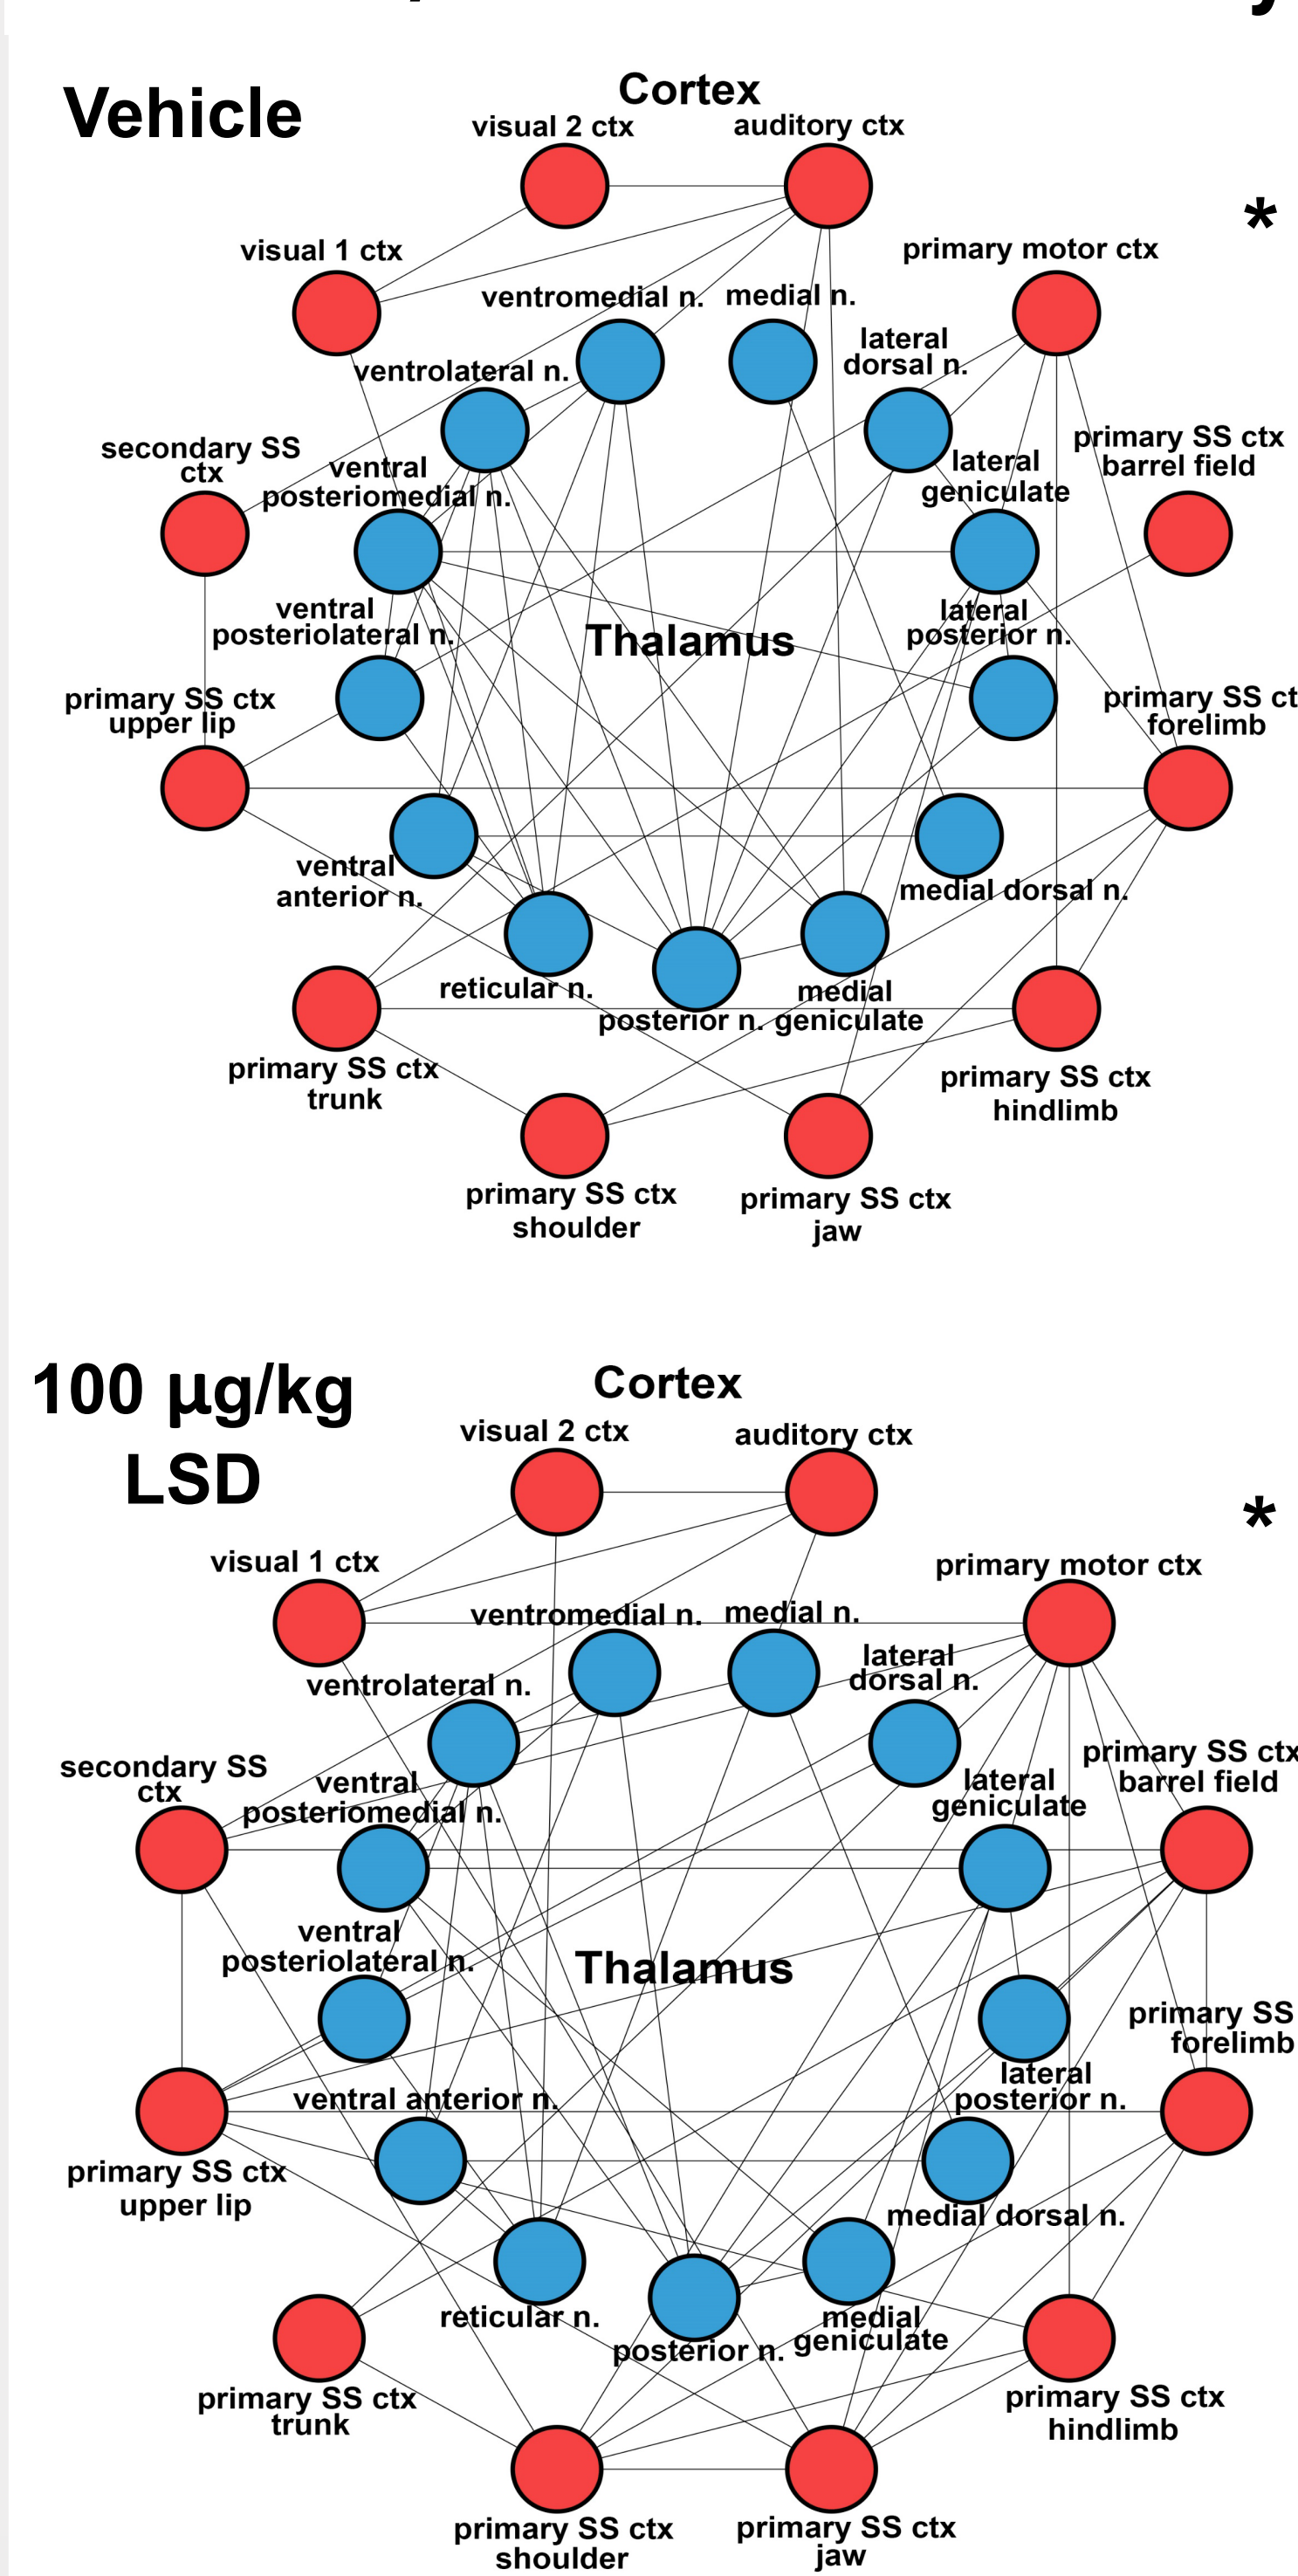 Vehicle
Cortex
visual 2 ctx
auditory ctx
*
visual 1 ctx
primary motor ctx
ventromedial n.
medial n.
lateral
dorsal n.
ventrolateral n.
secondary SS
ctx
ventral
posteriomedial n.
lateral
geniculate
primary SS ctx
barrel field
ventral
posteriolateral n.
Thalamus
lateral
posterior n.
primary SS ctx
upper lip
primary SS ct
forelimb
ventral
anterior n.
medial dorsal n.
reticular n.
posterior n.
medial
geniculate
primary SS ctx
trunk
primary SS ctx
hindlimb
primary SS ctx
shoulder
primary SS ctx
jaw
100 µg/kg
LSD
Cortex
visual 2 ctx
auditory ctx
*
visual 1 ctx
primary motor ctx
ventromedial n.
medial n.
lateral
dorsal n.
ventrolateral n.
secondary SS
ctx
ventral
posteriomedial n.
lateral
geniculate
primary SS ctx
barrel field
ventral
posteriolateral n.
Thalamus
primary SS
forelimb
lateral
posterior n.
ventral anterior n.
primary SS ctx
upper lip
medial dorsal n.
reticular n.
posterior n.
medial
geniculate
primary SS ctx
trunk
primary SS ctx
hindlimb
primary SS ctx
shoulder
primary SS ctx
jaw